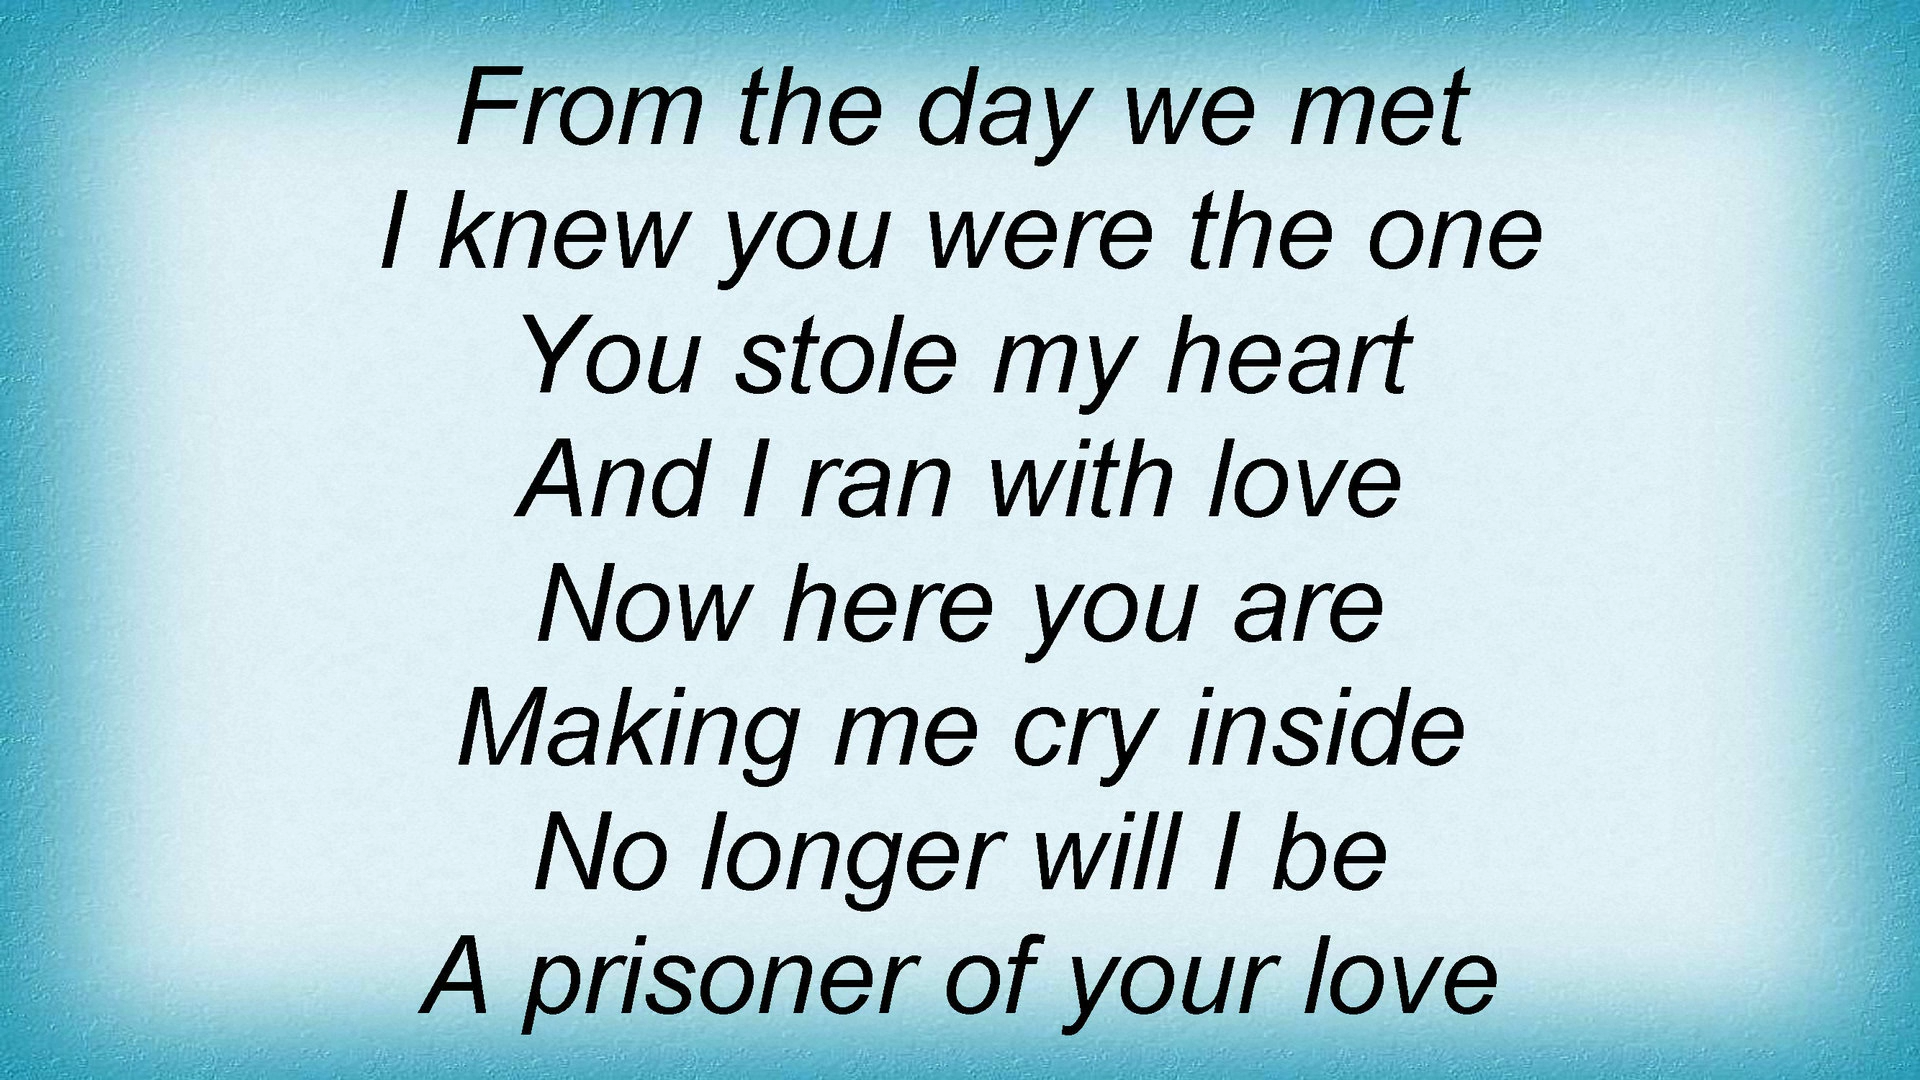 From the day we met
I knew you were the one
You stole my heart
And I ran with love
Now here you are
Making me cry inside
No longer will I be
A prisoner of your love